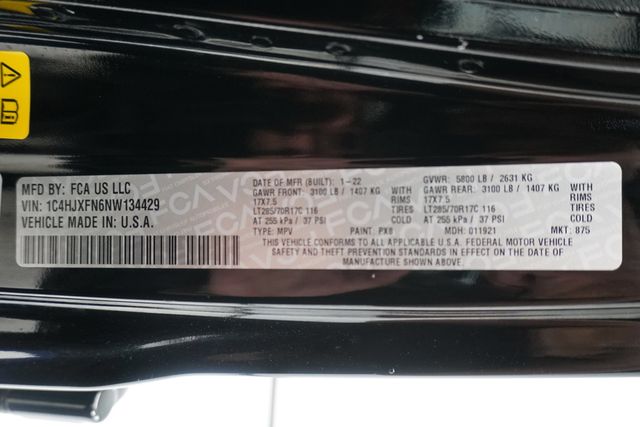 MFD BY: FCA US LLC
VIN: 1C4HJXFN6NW134429
VEHICLE MADE IN: U.S.A.
DATE OF MFR (BUILT): 1-22 GVWR: 5800 LB / 2631 KG
GAWR FRONT: 3100 LB / 1407 KG WITH GAWR REAR: 3100 LB / 1407 KG WITH
17X7.5 RIMS 17X7.5 RIMS
LT285/70R17C 116 TIRES LT285/70R17C 116 TIRES
AT 255 kPa / 37 PSI COLD AT 255 kPa / 37 PSI COLD
TYPE: MPV PAINT: PX8 MDH: 011921 MKT: 875
THIS VEHICLE CONFORMS TO ALL APPLICABLE U.S.A. FEDERAL MOTOR VEHICLE
SAFETY AND THEFT PREVENTION STANDARDS IN EFFECT ON THE DATE OF
MANUFACTURE SHOWN ABOVE.